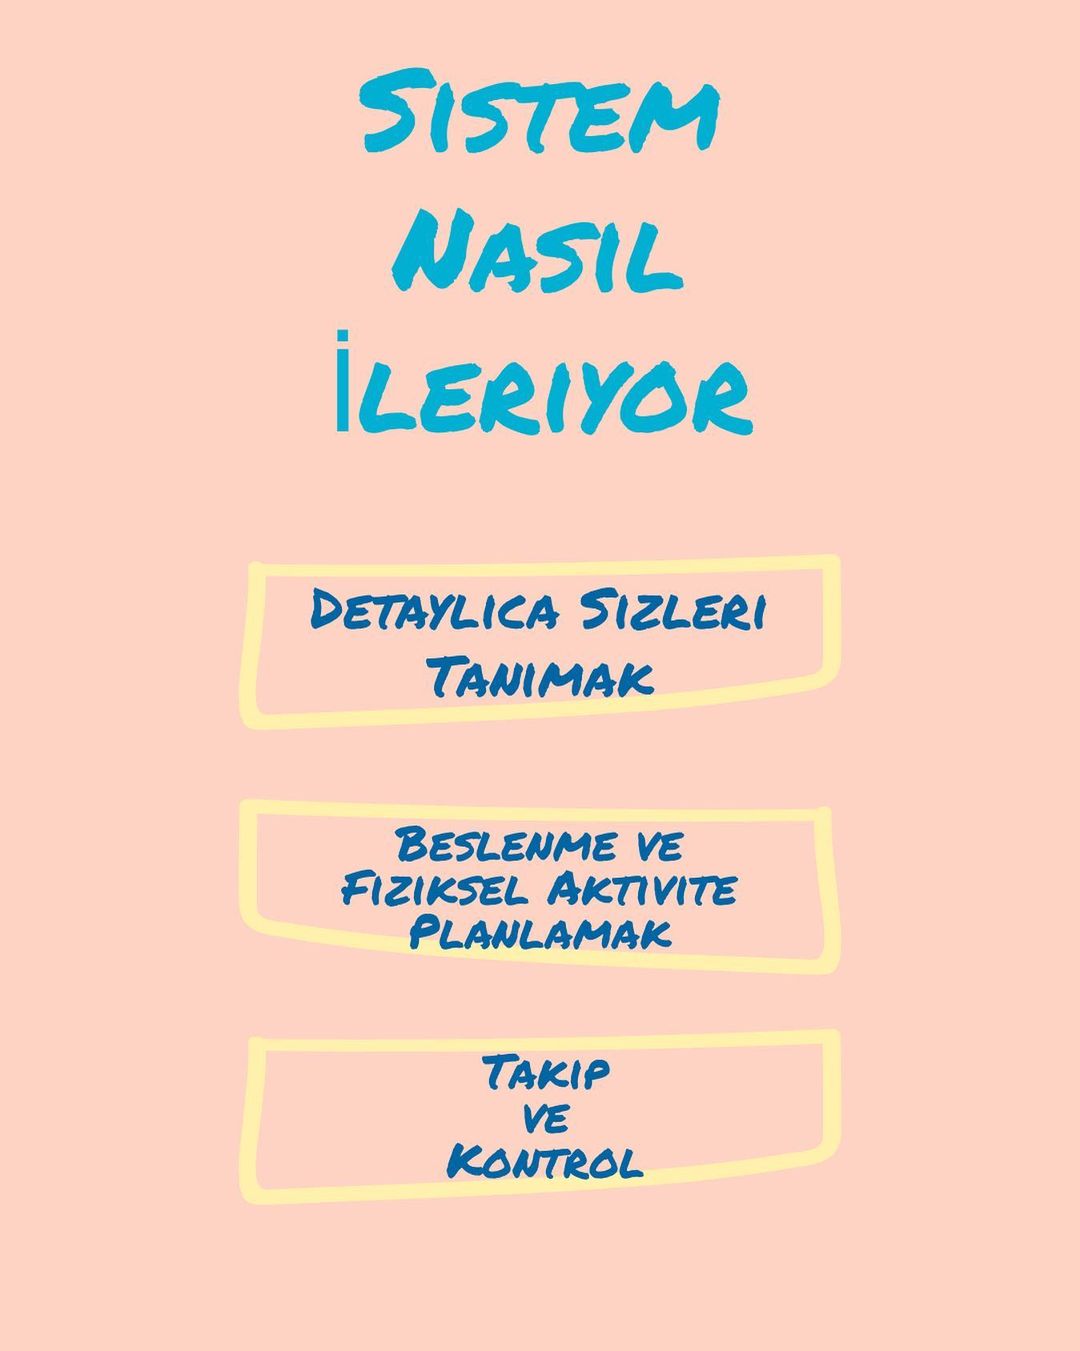 Sistem
Nasıl
İleriyor
Detaylıca Sizleri
Tanımak
Beslenme ve
Fiziksel Aktivite
Planlamak
Takip
ve
Kontrol